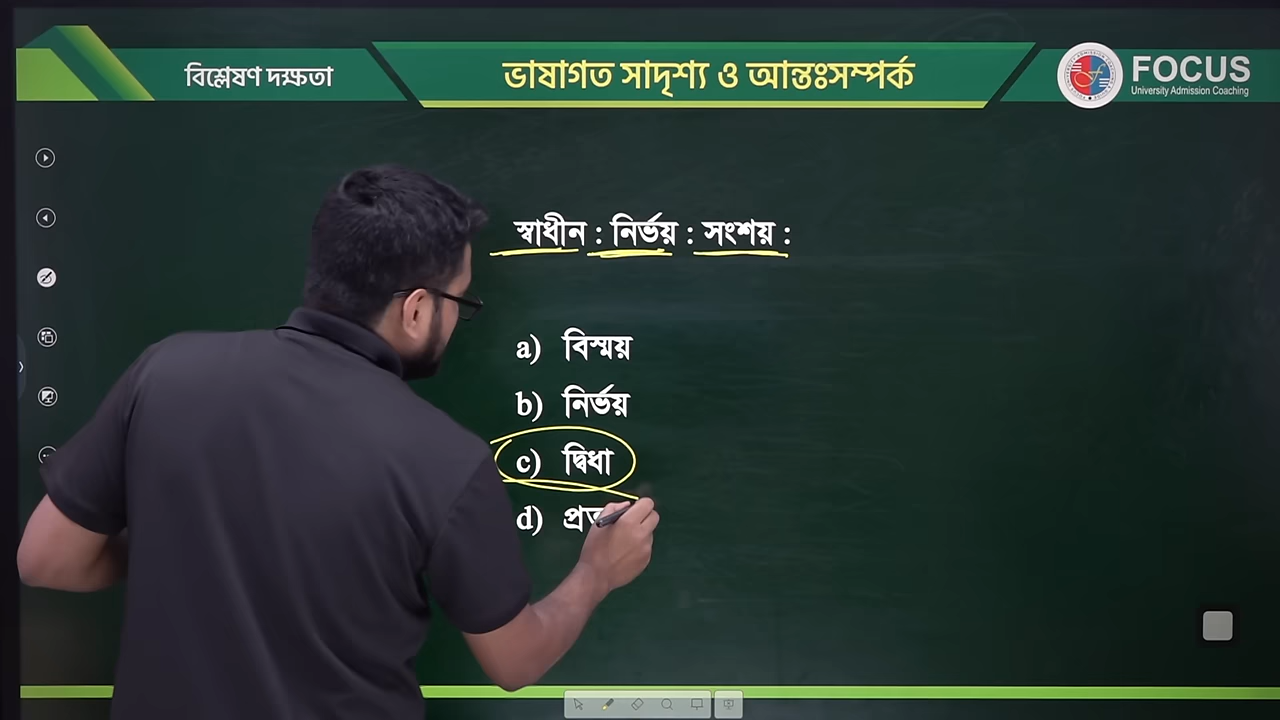 বিশ্লেষণ দক্ষতা
ভাষাগত সাদৃশ্য ও আন্তঃসম্পর্ক
FOCUS
University Admission Coaching
স্বাধীন : নির্ভয় : সংশয় :
a) বিস্ময়
b) নির্ভয়
c) দ্বিধা
d)